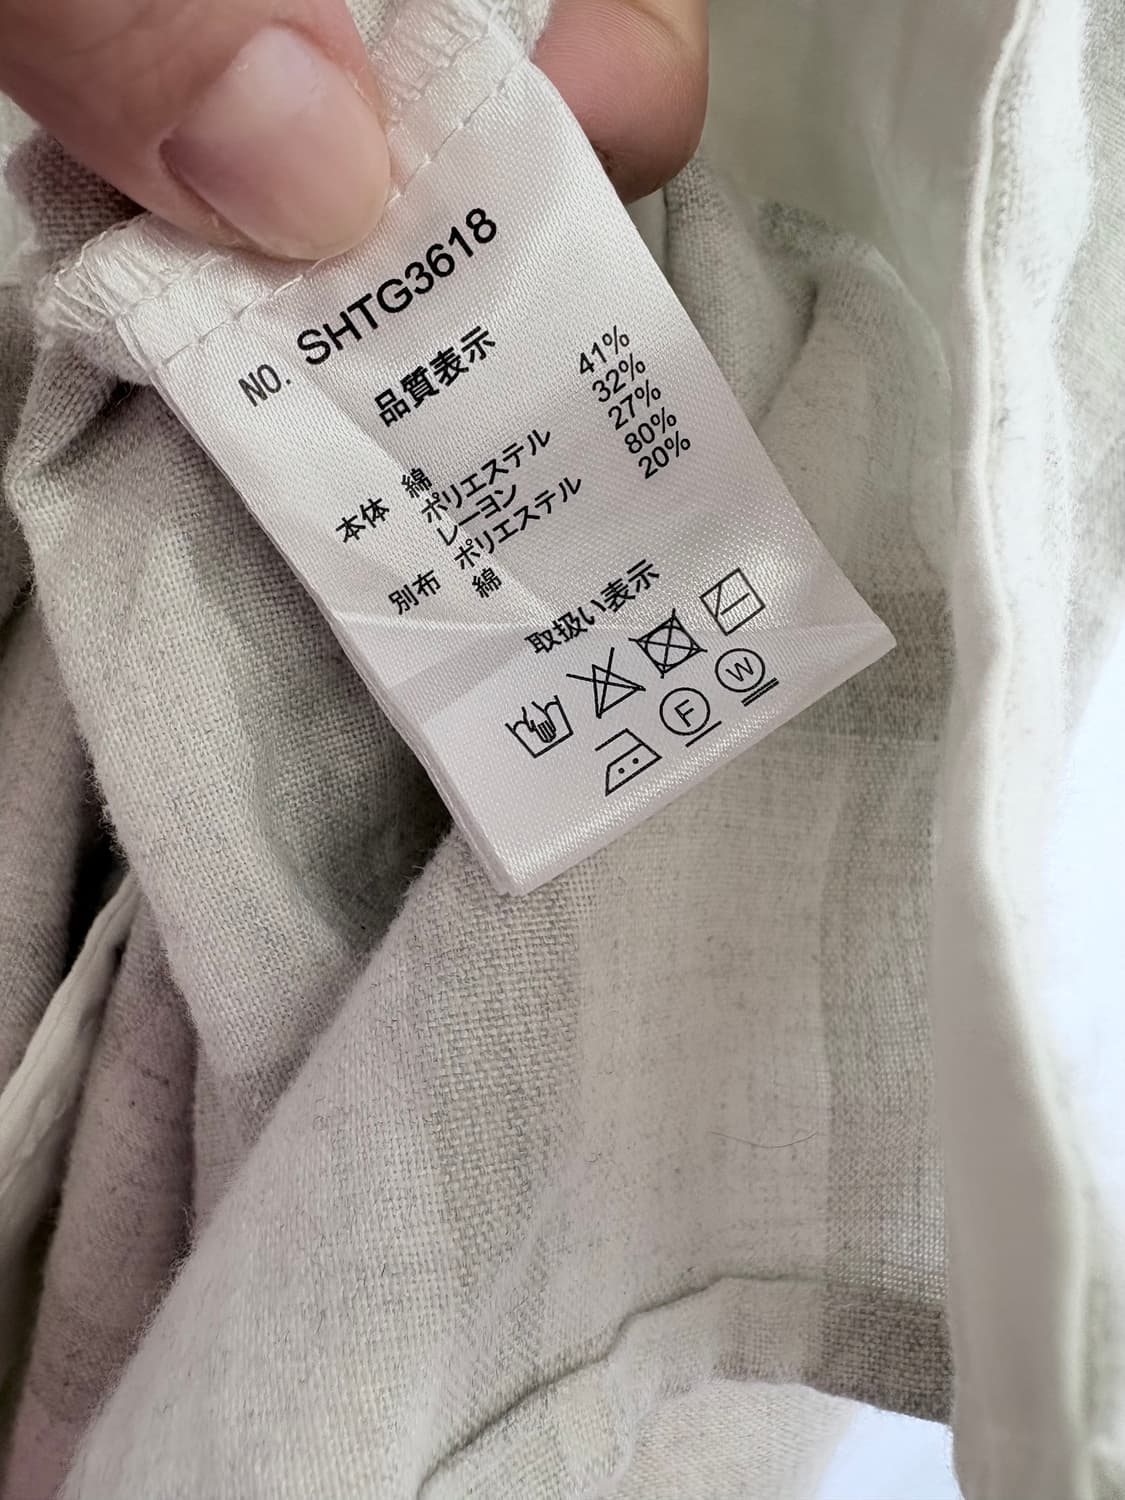 NO. SHTG3618
品質表示
本体 綿 41%
ポリエステル 32%
レーヨン 27%
別布 ポリエステル 80%
綿 20%
取扱い表示
F W